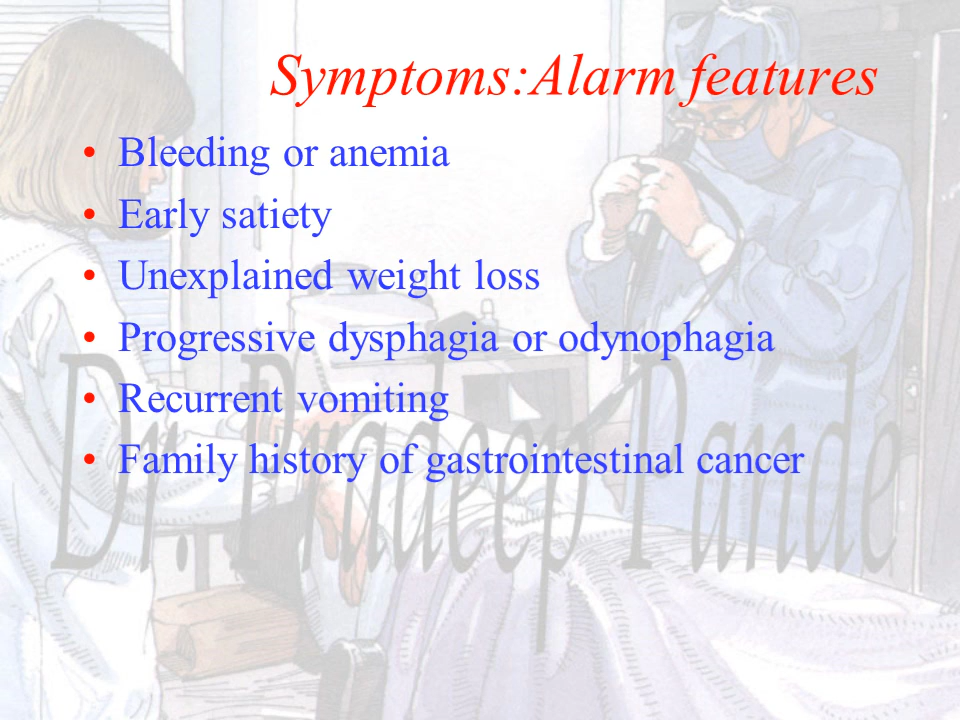 Symptoms:Alarm features
• Bleeding or anemia
• Early satiety
• Unexplained weight loss
• Progressive dysphagia or odynophagia
• Recurrent vomiting
• Family history of gastrointestinal cancer
Dr. Pradeep Pande